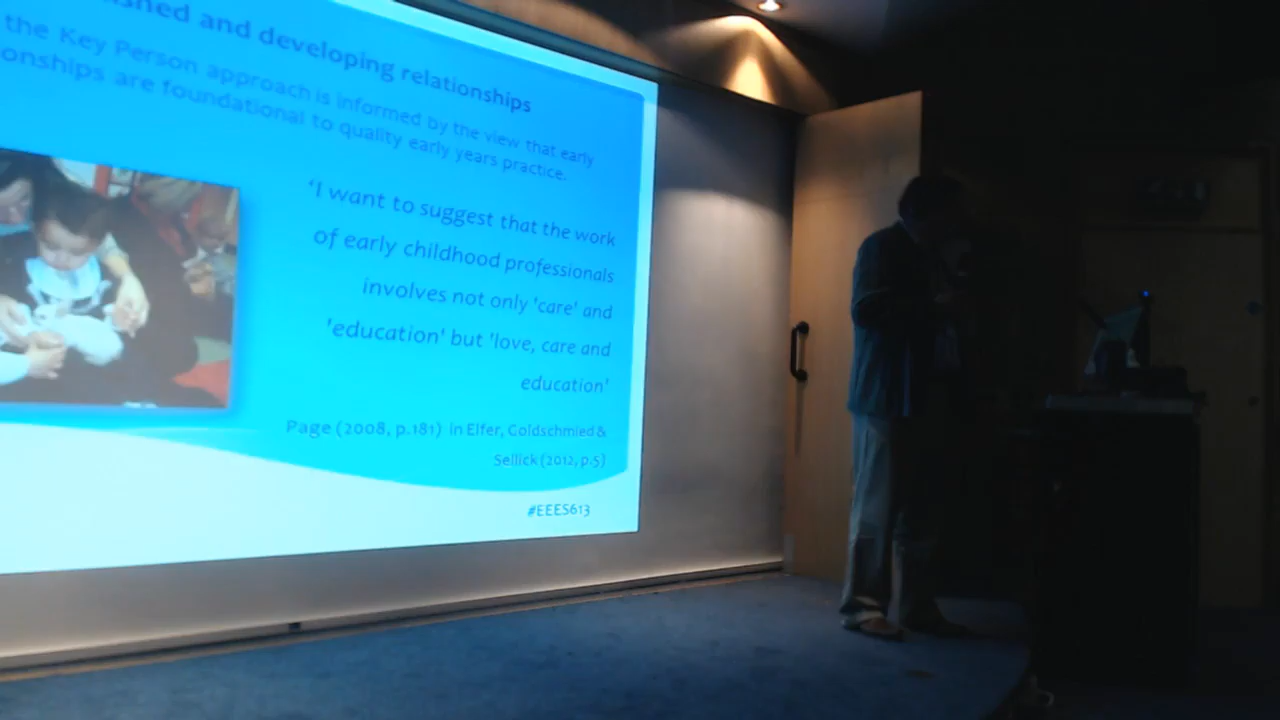 and developing relationships
the Key Person approach is informed by the view that early
are foundational to quality early years practice.
'I want to suggest that the work
of early childhood professionals
involves not only 'care' and
'education' but 'love, care and
education'
Page (2008, p.181) in Elfer, Goldschmied &
Sellick (2012, p.5)
#EEES613